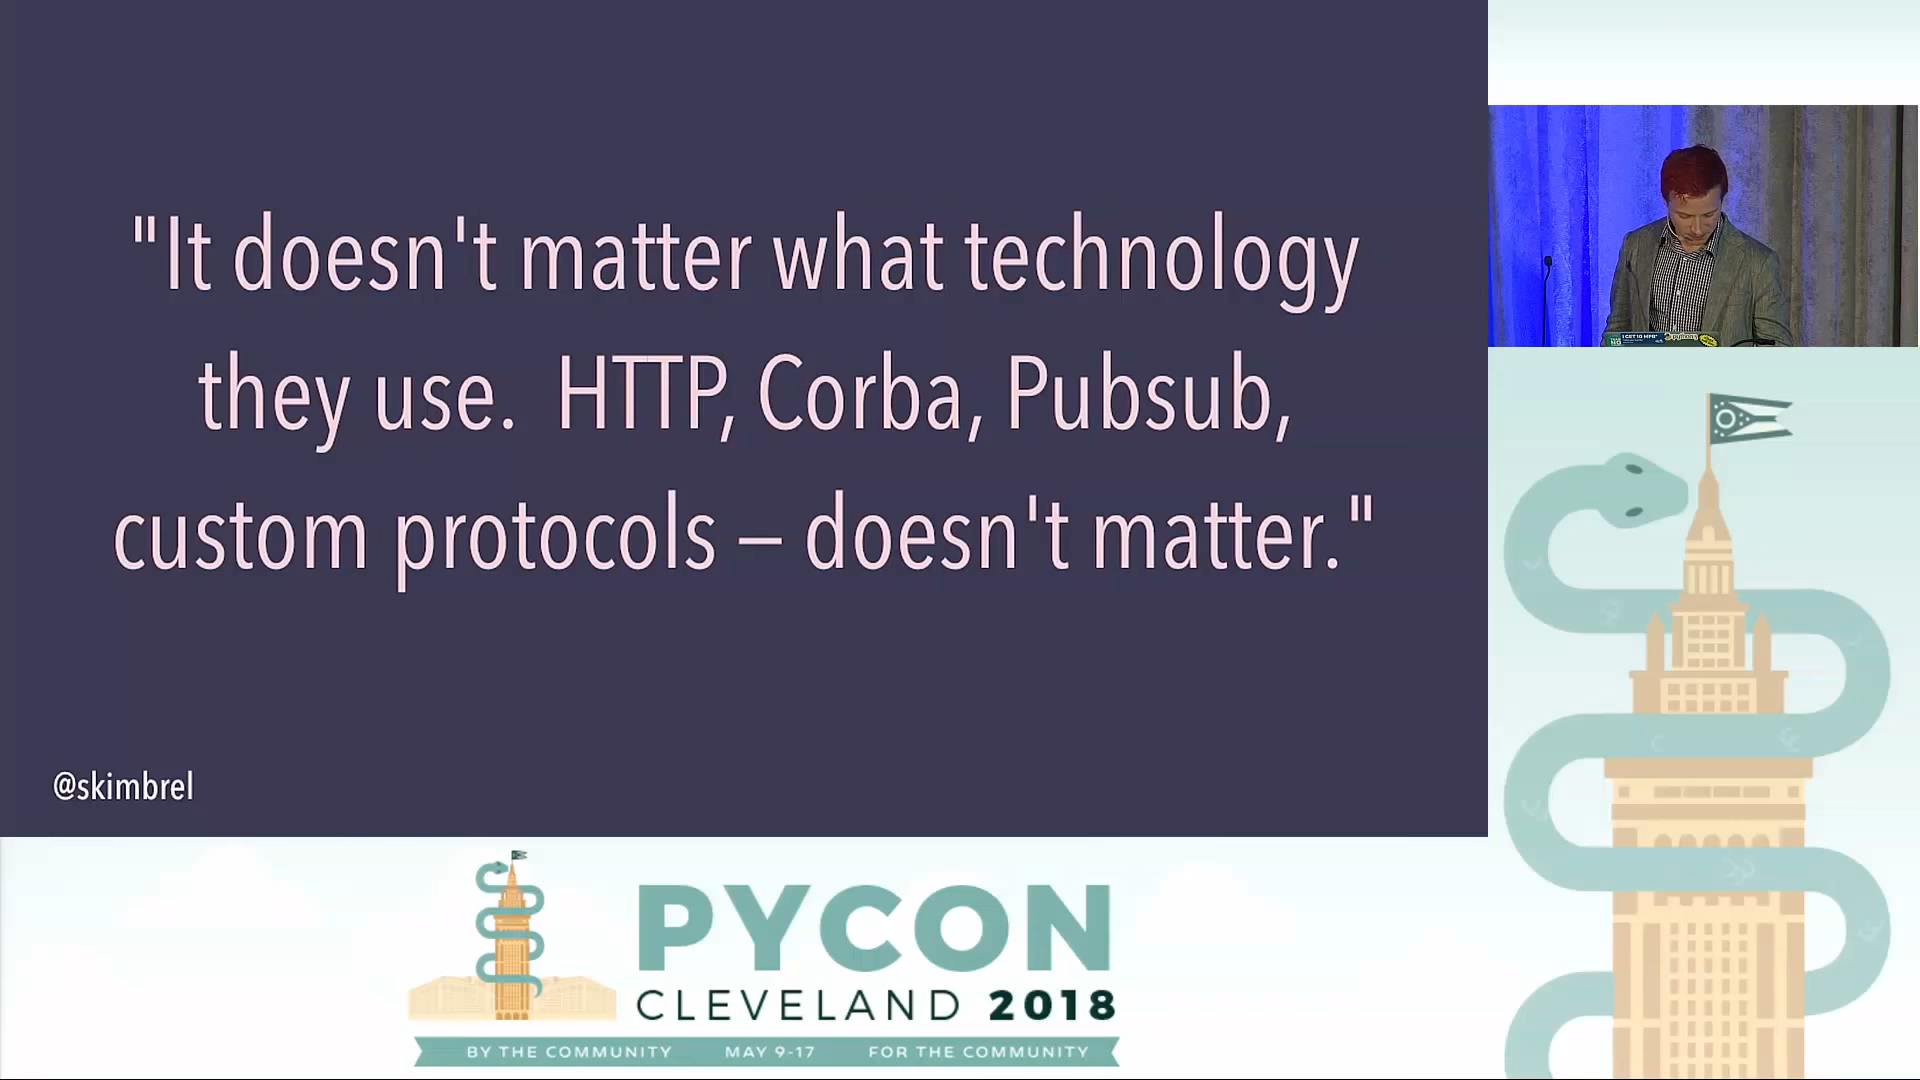 "It doesn't matter what technology
they use.  HTTP, Corba, Pubsub,
custom protocols – doesn't matter."
@skimbrel
PYCON
CLEVELAND 2018
BY THE COMMUNITY MAY 9-17 FOR THE COMMUNITY